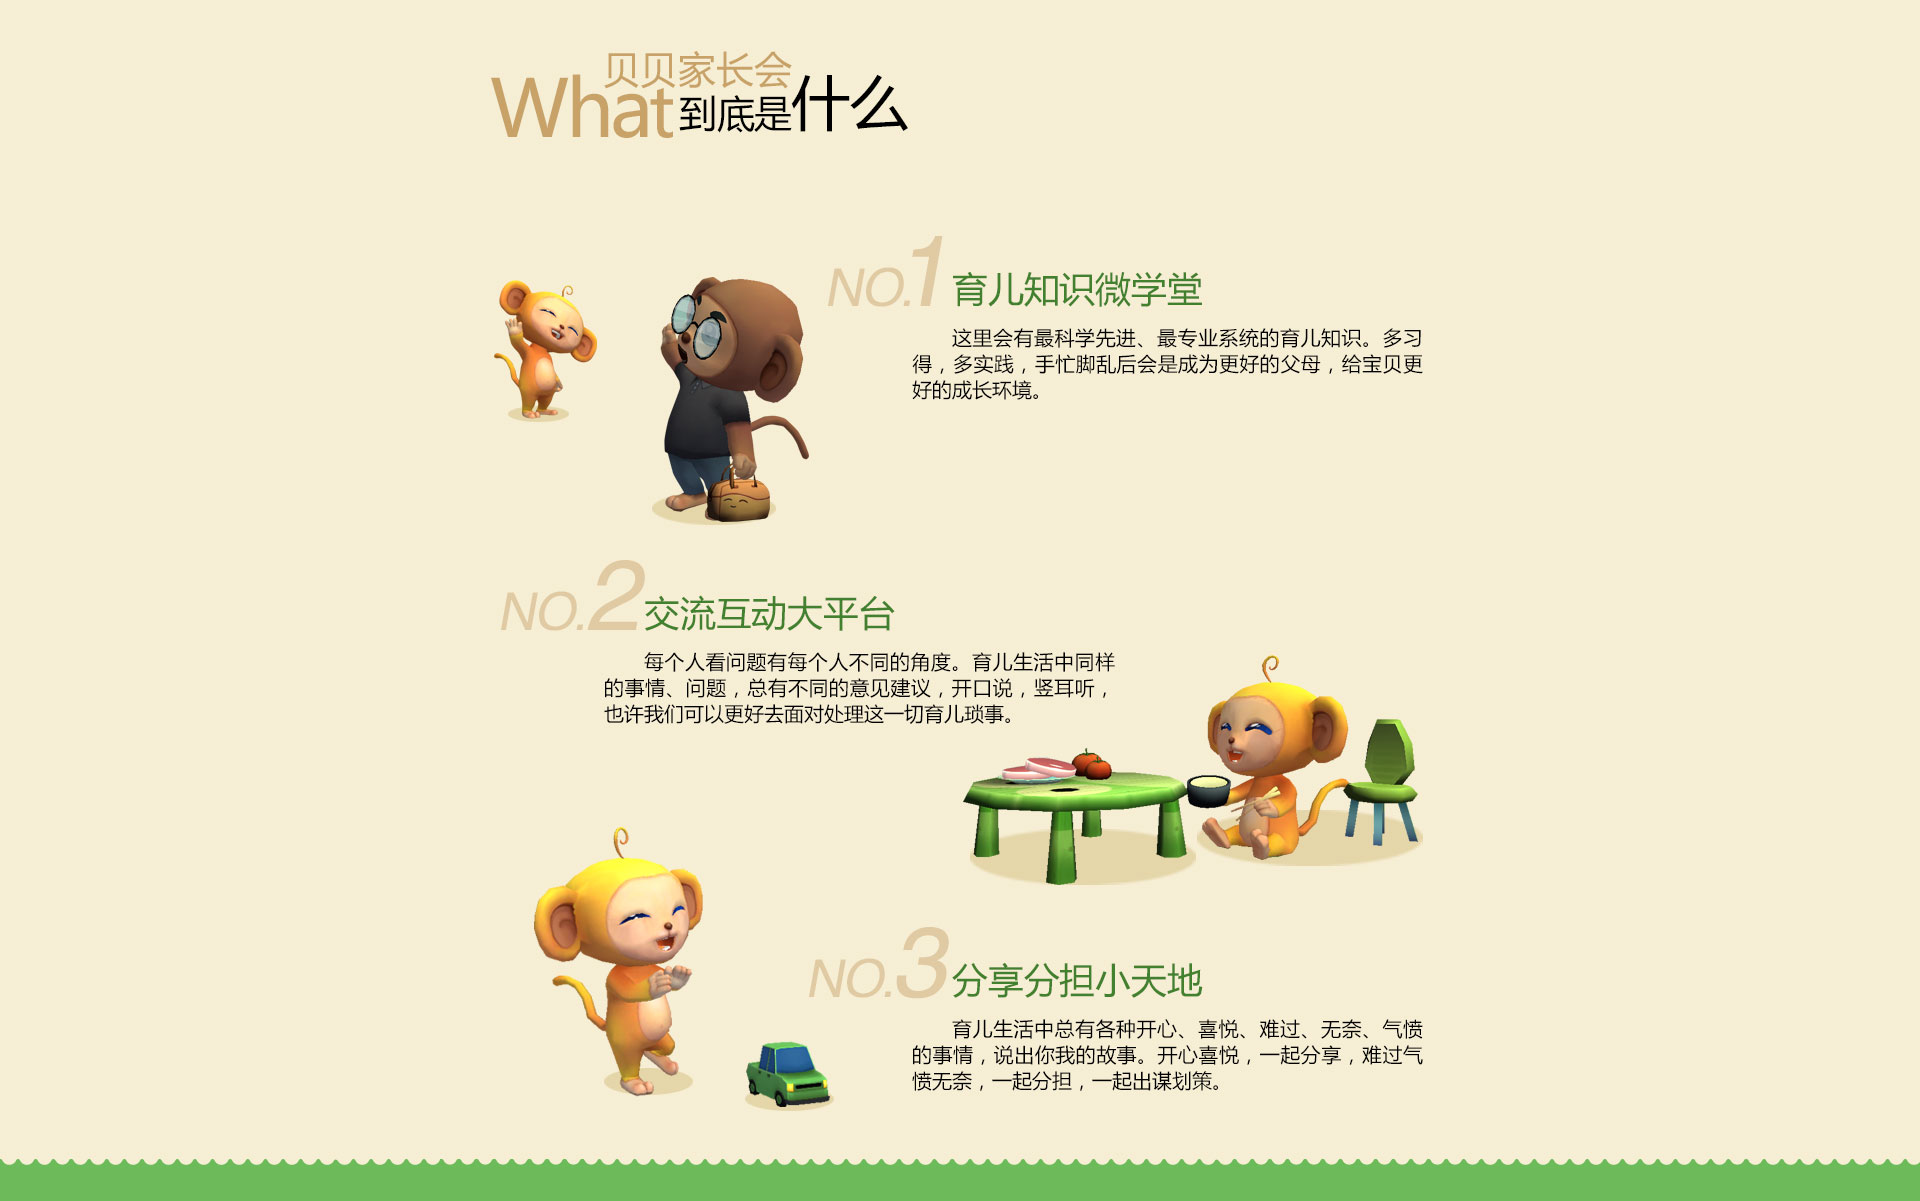 贝贝家长会
What到底是什么
NO.1 育儿知识微学堂
这里会有最科学先进、最专业系统的育儿知识。多习
得，多实践，手忙脚乱后会是成为更好的父母，给宝贝更
好的成长环境。
NO.2 交流互动大平台
每个人看问题有每个人不同的角度。育儿生活中同样
的事情、问题，总有不同的意见建议，开口说，竖耳听，
也许我们可以更好去面对处理这一切育儿琐事。
NO.3 分享分担小天地
育儿生活中总有各种开心、喜悦、难过、无奈、气愤
的事情，说出你我的故事。开心喜悦，一起分享，难过气
愤无奈，一起分担，一起出谋划策。